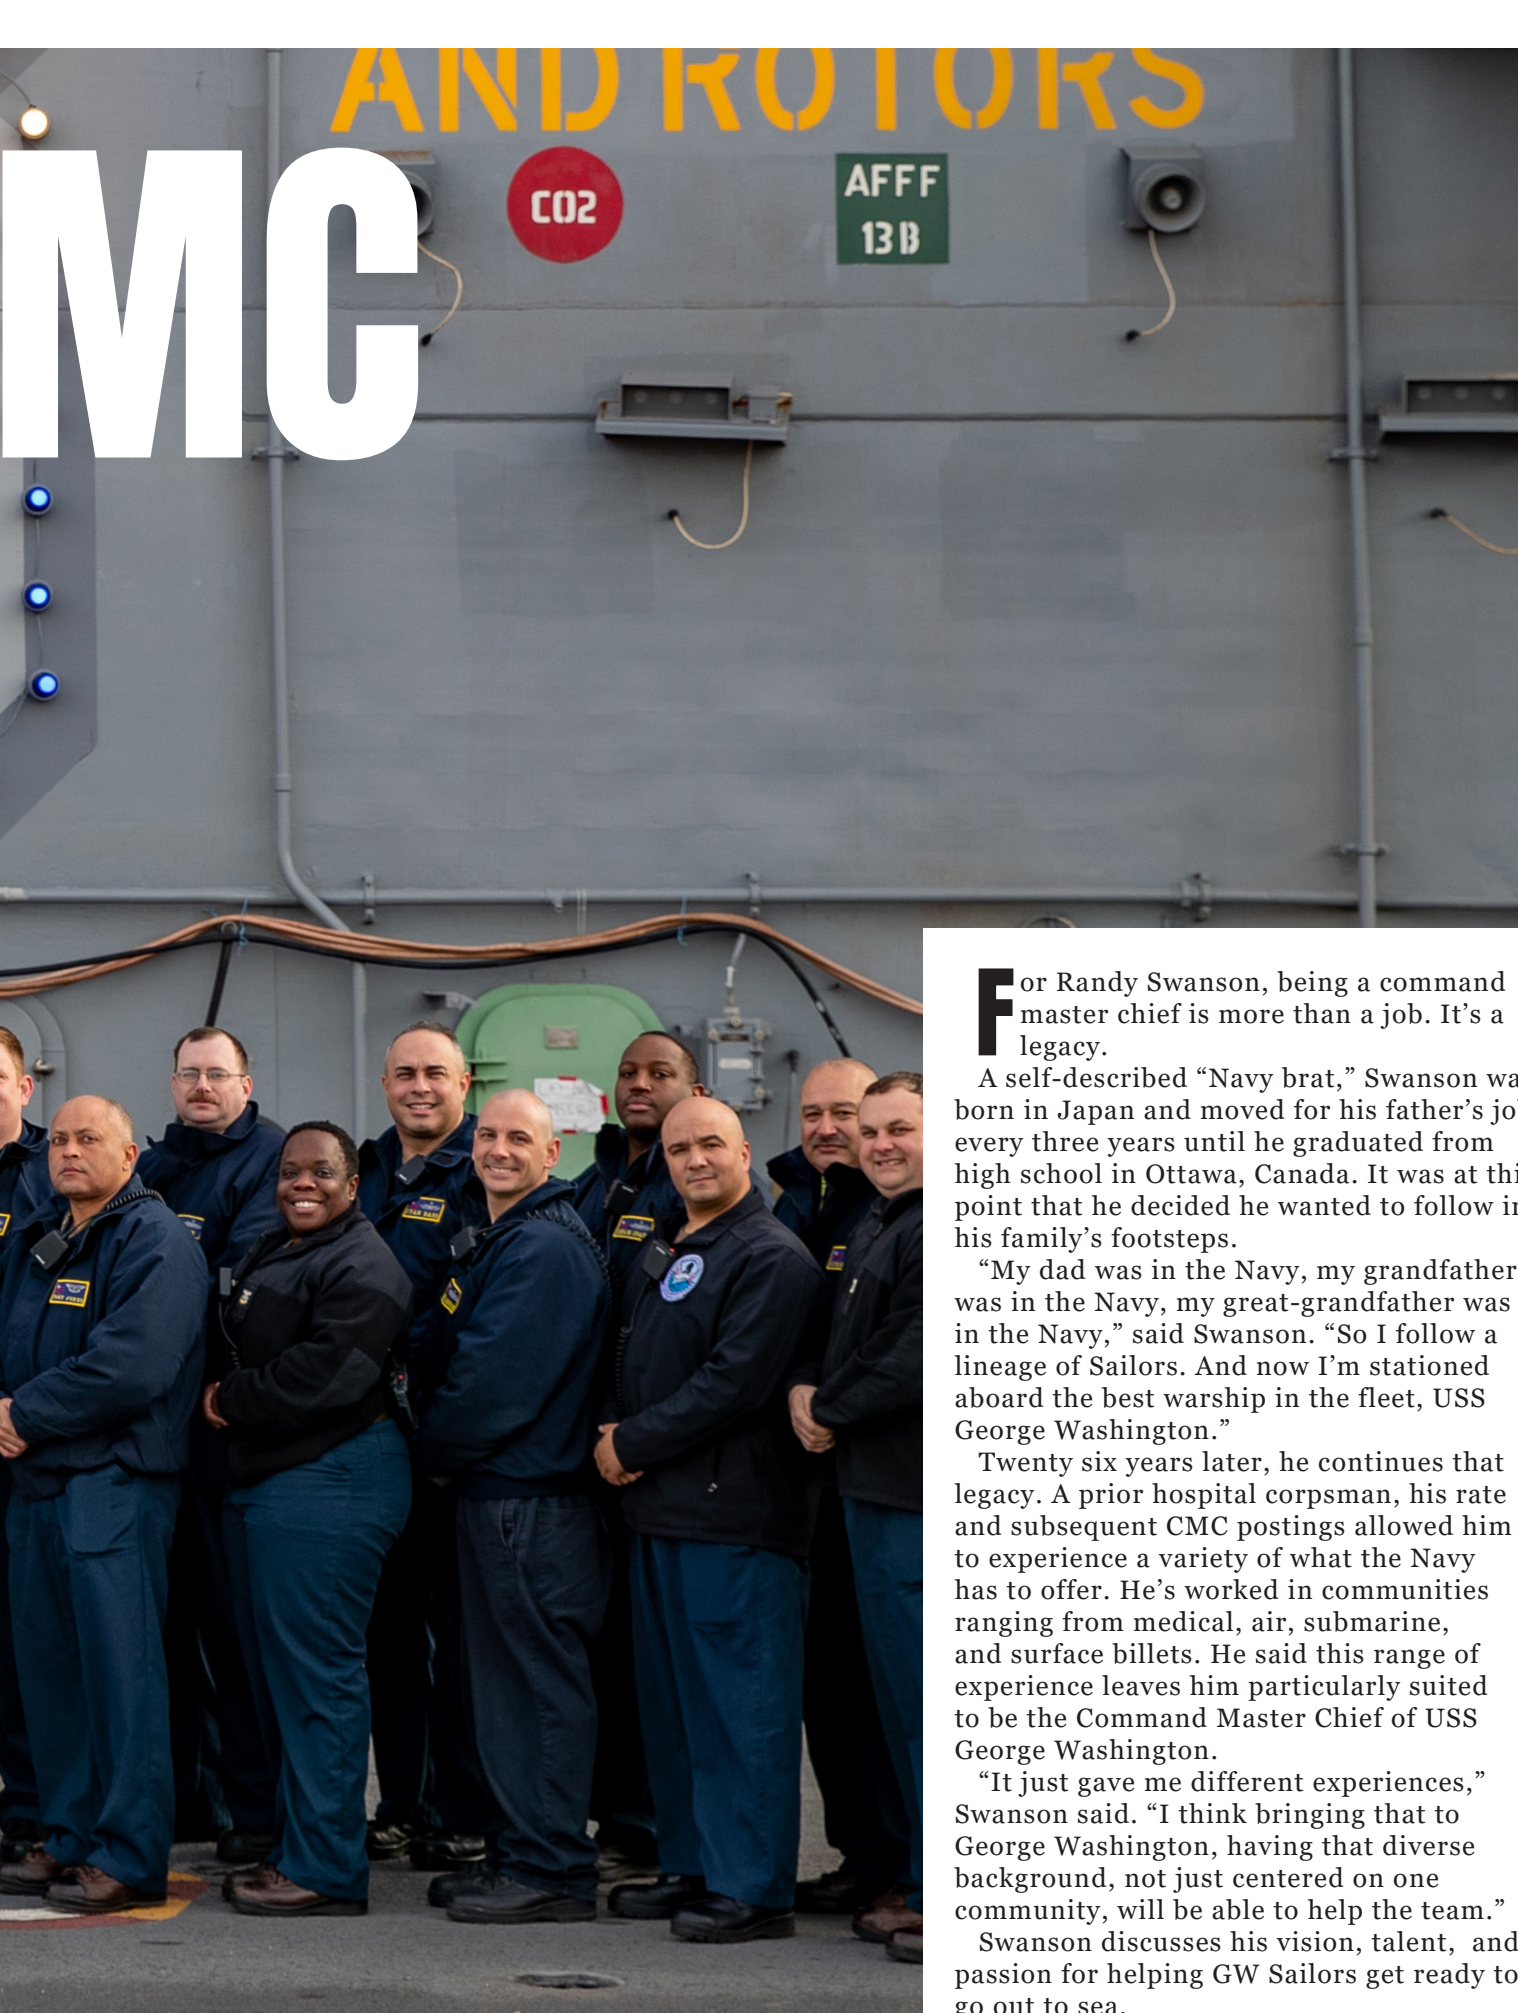 AND ROTORS
MC
CO2
AFFF
13B
For Randy Swanson, being a command
master chief is more than a job. It’s a
legacy.
A self-described “Navy brat,” Swanson wa
born in Japan and moved for his father’s jo
every three years until he graduated from
high school in Ottawa, Canada. It was at thi
point that he decided he wanted to follow in
his family’s footsteps.
“My dad was in the Navy, my grandfather
was in the Navy, my great-grandfather was
in the Navy,” said Swanson. “So I follow a
lineage of Sailors. And now I’m stationed
aboard the best warship in the fleet, USS
George Washington.”
Twenty six years later, he continues that
legacy. A prior hospital corpsman, his rate
and subsequent CMC postings allowed him
to experience a variety of what the Navy
has to offer. He’s worked in communities
ranging from medical, air, submarine,
and surface billets. He said this range of
experience leaves him particularly suited
to be the Command Master Chief of USS
George Washington.
“It just gave me different experiences,”
Swanson said. “I think bringing that to
George Washington, having that diverse
background, not just centered on one
community, will be able to help the team.”
Swanson discusses his vision, talent,  and
passion for helping GW Sailors get ready to
go out to sea.